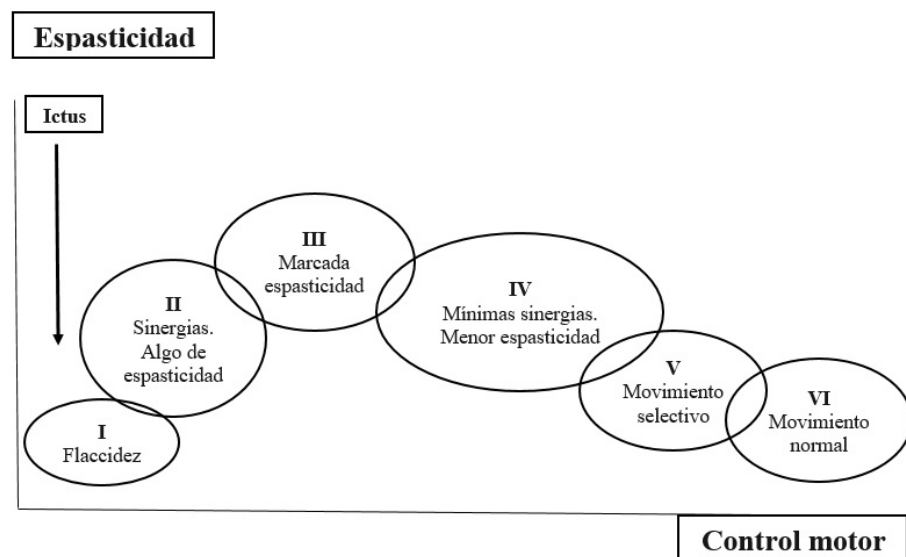 Espasticidad
Ictus
I
Flaccidez
II
Sinergias.
Algo de
espasticidad
III
Marcada
espasticidad
IV
Mínimas sinergias.
Menor espasticidad
V
Movimiento
selectivo
VI
Movimiento
normal
Control motor